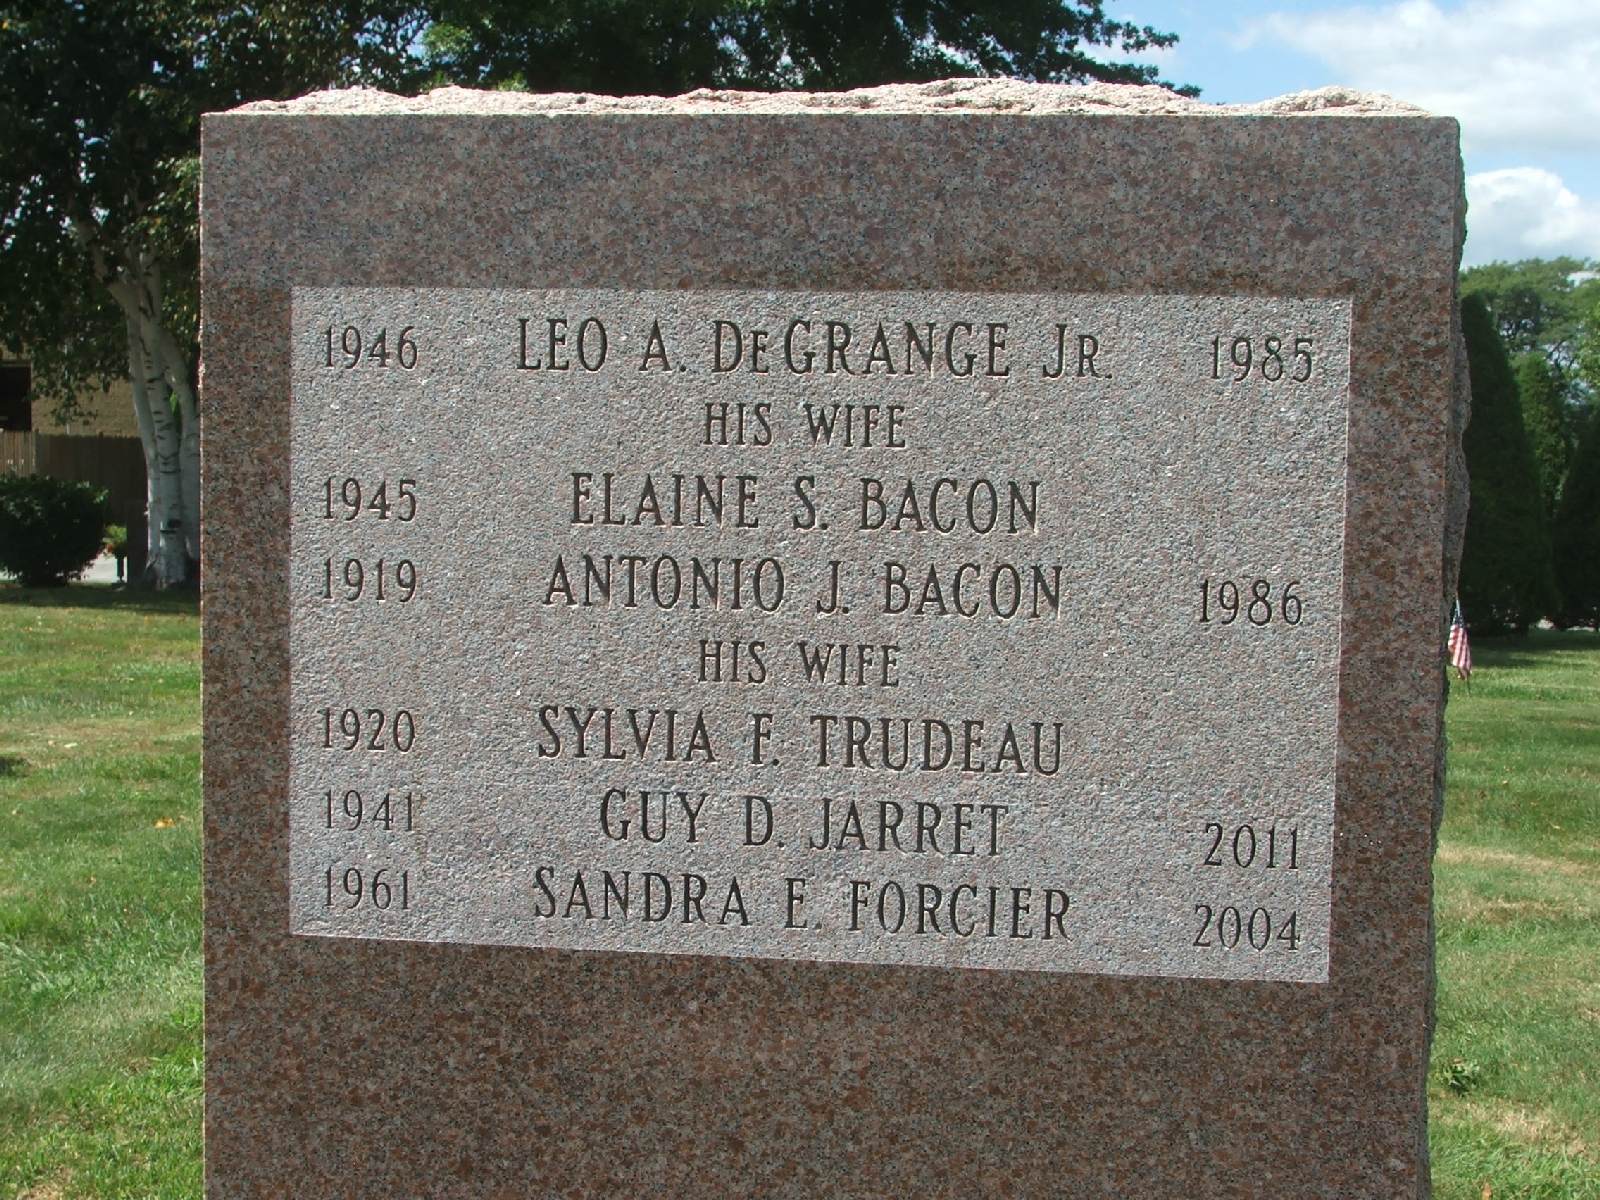 1946 LEO A. DEGRANGE JR. 1985
HIS WIFE
1945 ELAINE S. BACON
1919 ANTONIO J. BACON 1986
HIS WIFE
1920 SYLVIA F. TRUDEAU
1941 GUY D. JARRET 2011
1961 SANDRA E. FORCIER 2004